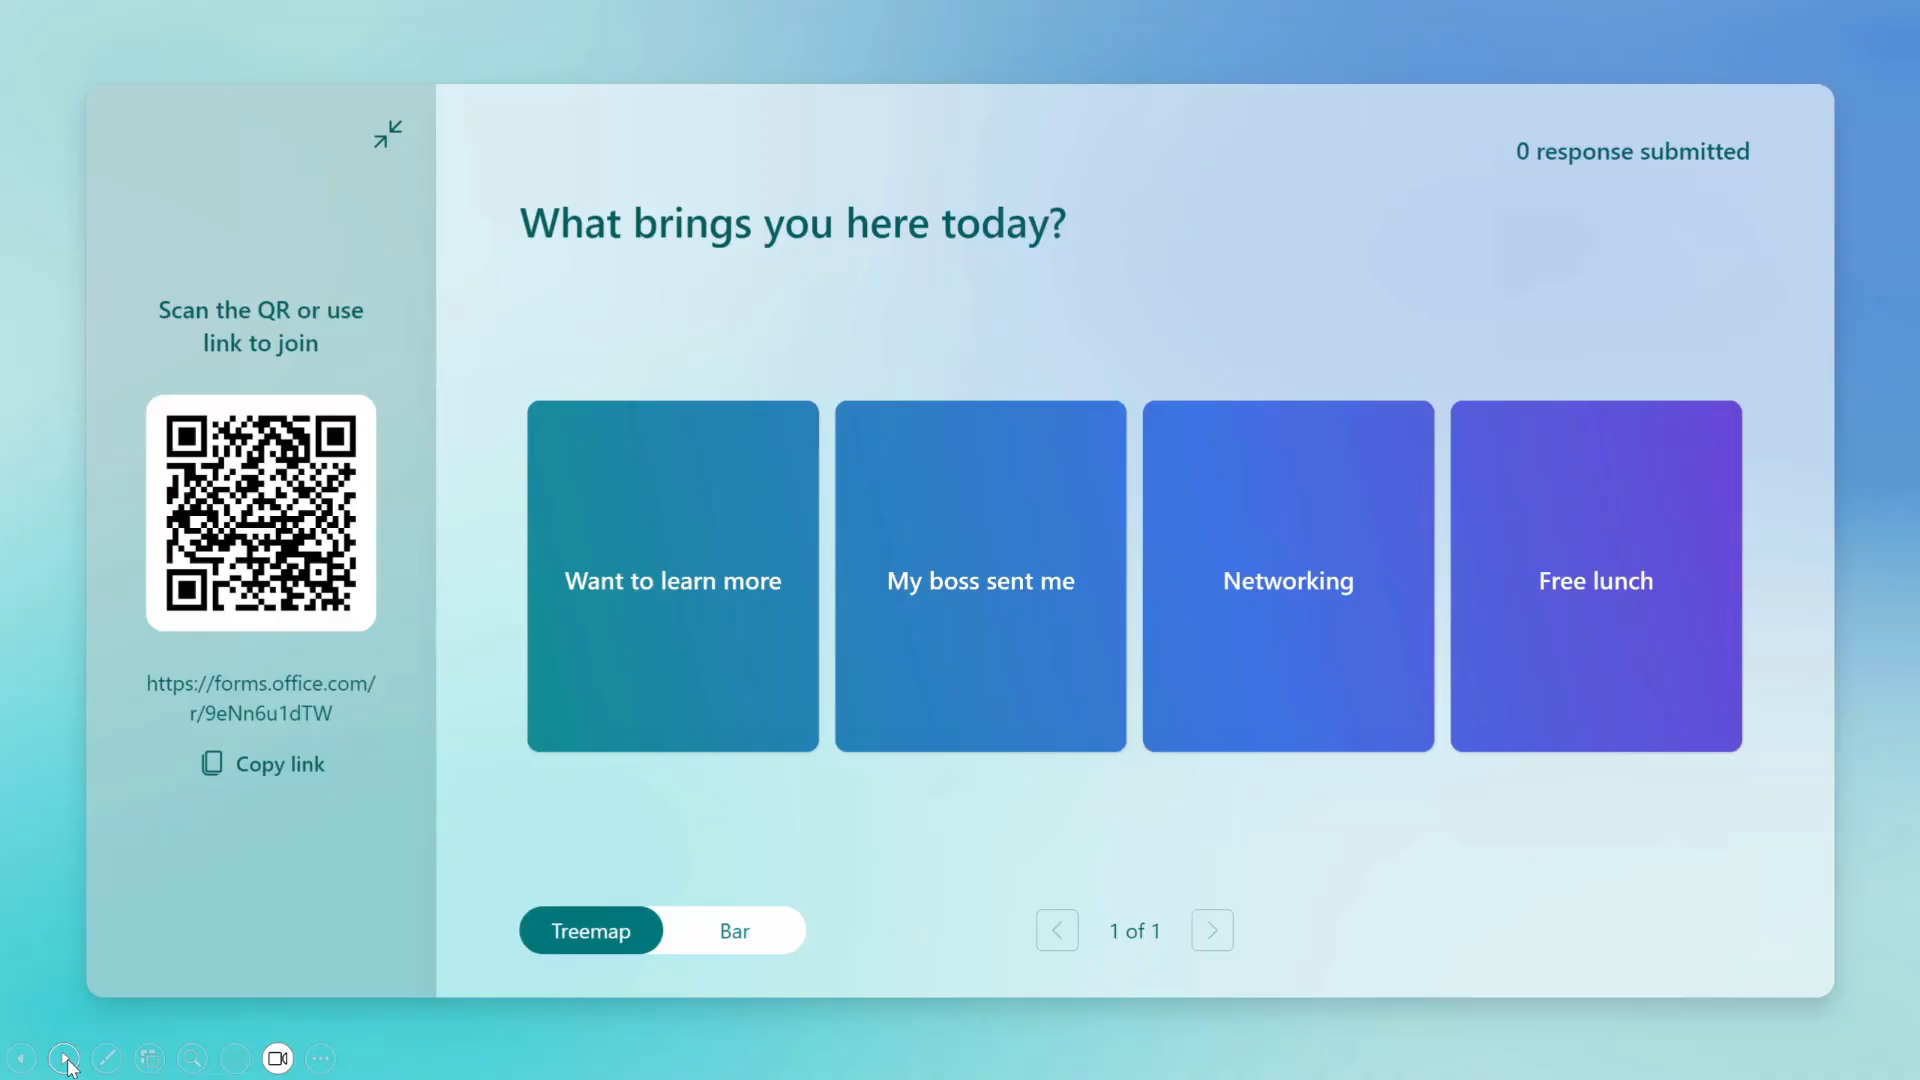 0 response submitted
What brings you here today?
Scan the QR or use
link to join
https://forms.office.com/
r/9eNn6u1dTW
Copy link
Want to learn more
My boss sent me
Networking
Free lunch
Treemap
Bar
1 of 1